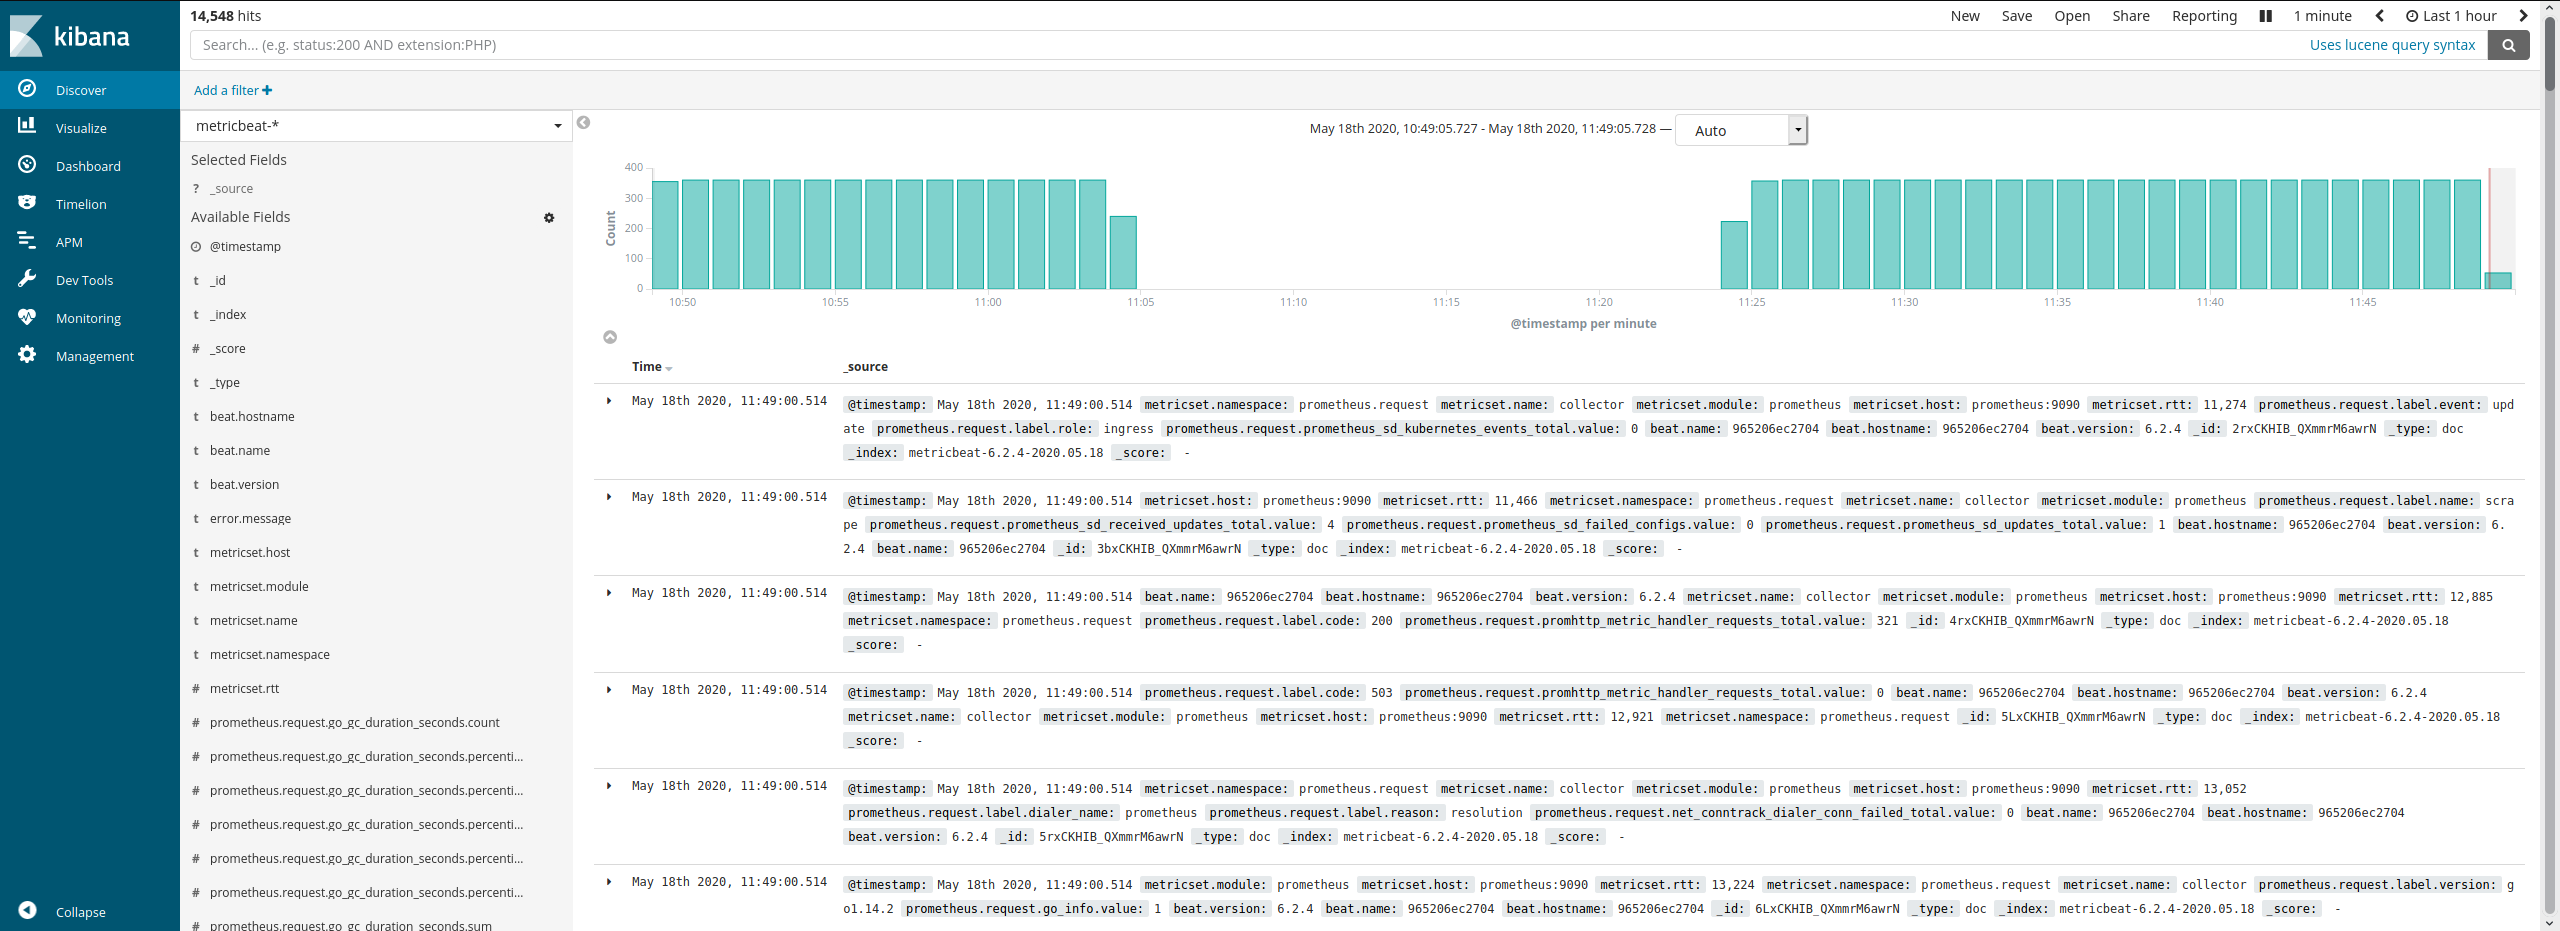 kibana
Discover
Visualize
Dashboard
Timelion
APM
Dev Tools
Monitoring
Management
Collapse
14,548 hits
New Save Open Share Reporting 1 minute Last 1 hour
Search... (e.g. status:200 AND extension:PHP)
Uses lucene query syntax
Add a filter
metricbeat-*
Selected Fields
? _source
Available Fields
@timestamp
t _id
t _index
# _score
t _type
t beat.hostname
t beat.name
t beat.version
t error.message
t metricset.host
t metricset.module
t metricset.name
t metricset.namespace
# metricset.rtt
# prometheus.request.go_gc_duration_seconds.count
# prometheus.request.go_gc_duration_seconds.percenti...
# prometheus.request.go_gc_duration_seconds.percenti...
# prometheus.request.go_gc_duration_seconds.percenti...
# prometheus.request.go_gc_duration_seconds.percenti...
# prometheus.request.go_gc_duration_seconds.percenti...
# prometheus.request.go_gc_duration_seconds.sum
May 18th 2020, 10:49:05.727 - May 18th 2020, 11:49:05.728 — Auto
Count
400
300
200
100
0
10:50 10:55 11:00 11:05 11:10 11:15 11:20 11:25 11:30 11:35 11:40 11:45
@timestamp per minute
Time _source
May 18th 2020, 11:49:00.514 @timestamp: May 18th 2020, 11:49:00.514 metricset.namespace: prometheus.request metricset.name: collector metricset.module: prometheus metricset.host: prometheus:9090 metricset.rtt: 11,274 prometheus.request.label.event: upd
ate prometheus.request.label.role: ingress prometheus.request.prometheus_sd_kubernetes_events_total.value: 0 beat.name: 965206ec2704 beat.hostname: 965206ec2704 beat.version: 6.2.4 _id: 2rxCKHIB_QXmmrM6awrN _type: doc
_index: metricbeat-6.2.4-2020.05.18 _score: -
May 18th 2020, 11:49:00.514 @timestamp: May 18th 2020, 11:49:00.514 metricset.host: prometheus:9090 metricset.rtt: 11,466 metricset.namespace: prometheus.request metricset.name: collector metricset.module: prometheus prometheus.request.label.name: scra
pe prometheus.request.prometheus_sd_received_updates_total.value: 4 prometheus.request.prometheus_sd_failed_configs.value: 0 prometheus.request.prometheus_sd_updates_total.value: 1 beat.hostname: 965206ec2704 beat.version: 6.
2.4 beat.name: 965206ec2704 _id: 3bxCKHIB_QXmmrM6awrN _type: doc _index: metricbeat-6.2.4-2020.05.18 _score: -
May 18th 2020, 11:49:00.514 @timestamp: May 18th 2020, 11:49:00.514 beat.name: 965206ec2704 beat.hostname: 965206ec2704 beat.version: 6.2.4 metricset.name: collector metricset.module: prometheus metricset.host: prometheus:9090 metricset.rtt: 12,885
metricset.namespace: prometheus.request prometheus.request.label.code: 200 prometheus.request.promhttp_metric_handler_requests_total.value: 321 _id: 4rxCKHIB_QXmmrM6awrN _type: doc _index: metricbeat-6.2.4-2020.05.18
_score: -
May 18th 2020, 11:49:00.514 @timestamp: May 18th 2020, 11:49:00.514 prometheus.request.label.code: 503 prometheus.request.promhttp_metric_handler_requests_total.value: 0 beat.name: 965206ec2704 beat.hostname: 965206ec2704 beat.version: 6.2.4
metricset.name: collector metricset.module: prometheus metricset.host: prometheus:9090 metricset.rtt: 12,921 metricset.namespace: prometheus.request _id: 5LxCKHIB_QXmmrM6awrN _type: doc _index: metricbeat-6.2.4-2020.05.18
_score: -
May 18th 2020, 11:49:00.514 @timestamp: May 18th 2020, 11:49:00.514 metricset.namespace: prometheus.request metricset.name: collector metricset.module: prometheus metricset.host: prometheus:9090 metricset.rtt: 13,052
prometheus.request.label.dialer_name: prometheus prometheus.request.label.reason: resolution prometheus.request.net_conntrack_dialer_conn_failed_total.value: 0 beat.name: 965206ec2704 beat.hostname: 965206ec2704
beat.version: 6.2.4 _id: 5rxCKHIB_QXmmrM6awrN _type: doc _index: metricbeat-6.2.4-2020.05.18 _score: -
May 18th 2020, 11:49:00.514 @timestamp: May 18th 2020, 11:49:00.514 metricset.module: prometheus metricset.host: prometheus:9090 metricset.rtt: 13,224 metricset.namespace: prometheus.request metricset.name: collector prometheus.request.label.version: g
o1.14.2 prometheus.request.go_info.value: 1 beat.version: 6.2.4 beat.name: 965206ec2704 beat.hostname: 965206ec2704 _id: 6LxCKHIB_QXmmrM6awrN _type: doc _index: metricbeat-6.2.4-2020.05.18 _score: -